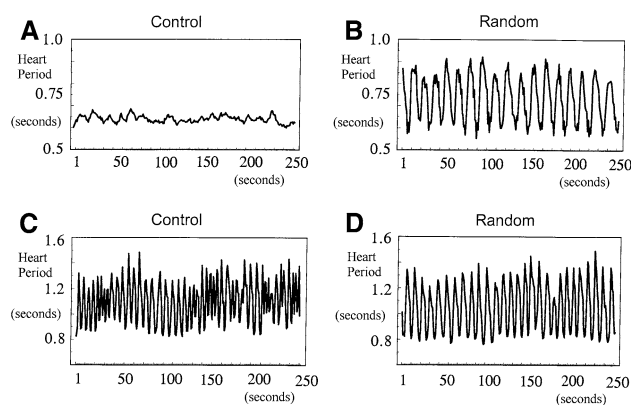 A
Control
1.0
Heart
Period
0.75
(seconds)
0.5
1
50
100
150
200
250
(seconds)
B
Random
1.0
Heart
Period
0.75
(seconds)
0.5
1
50
100
150
200
250
(seconds)
C
Control
1.6
Heart
Period
1.2
(seconds)
0.8
1
50
100
150
200
250
(seconds)
D
Random
1.6
Heart
Period
1.2
(seconds)
0.8
1
50
100
150
200
250
(seconds)